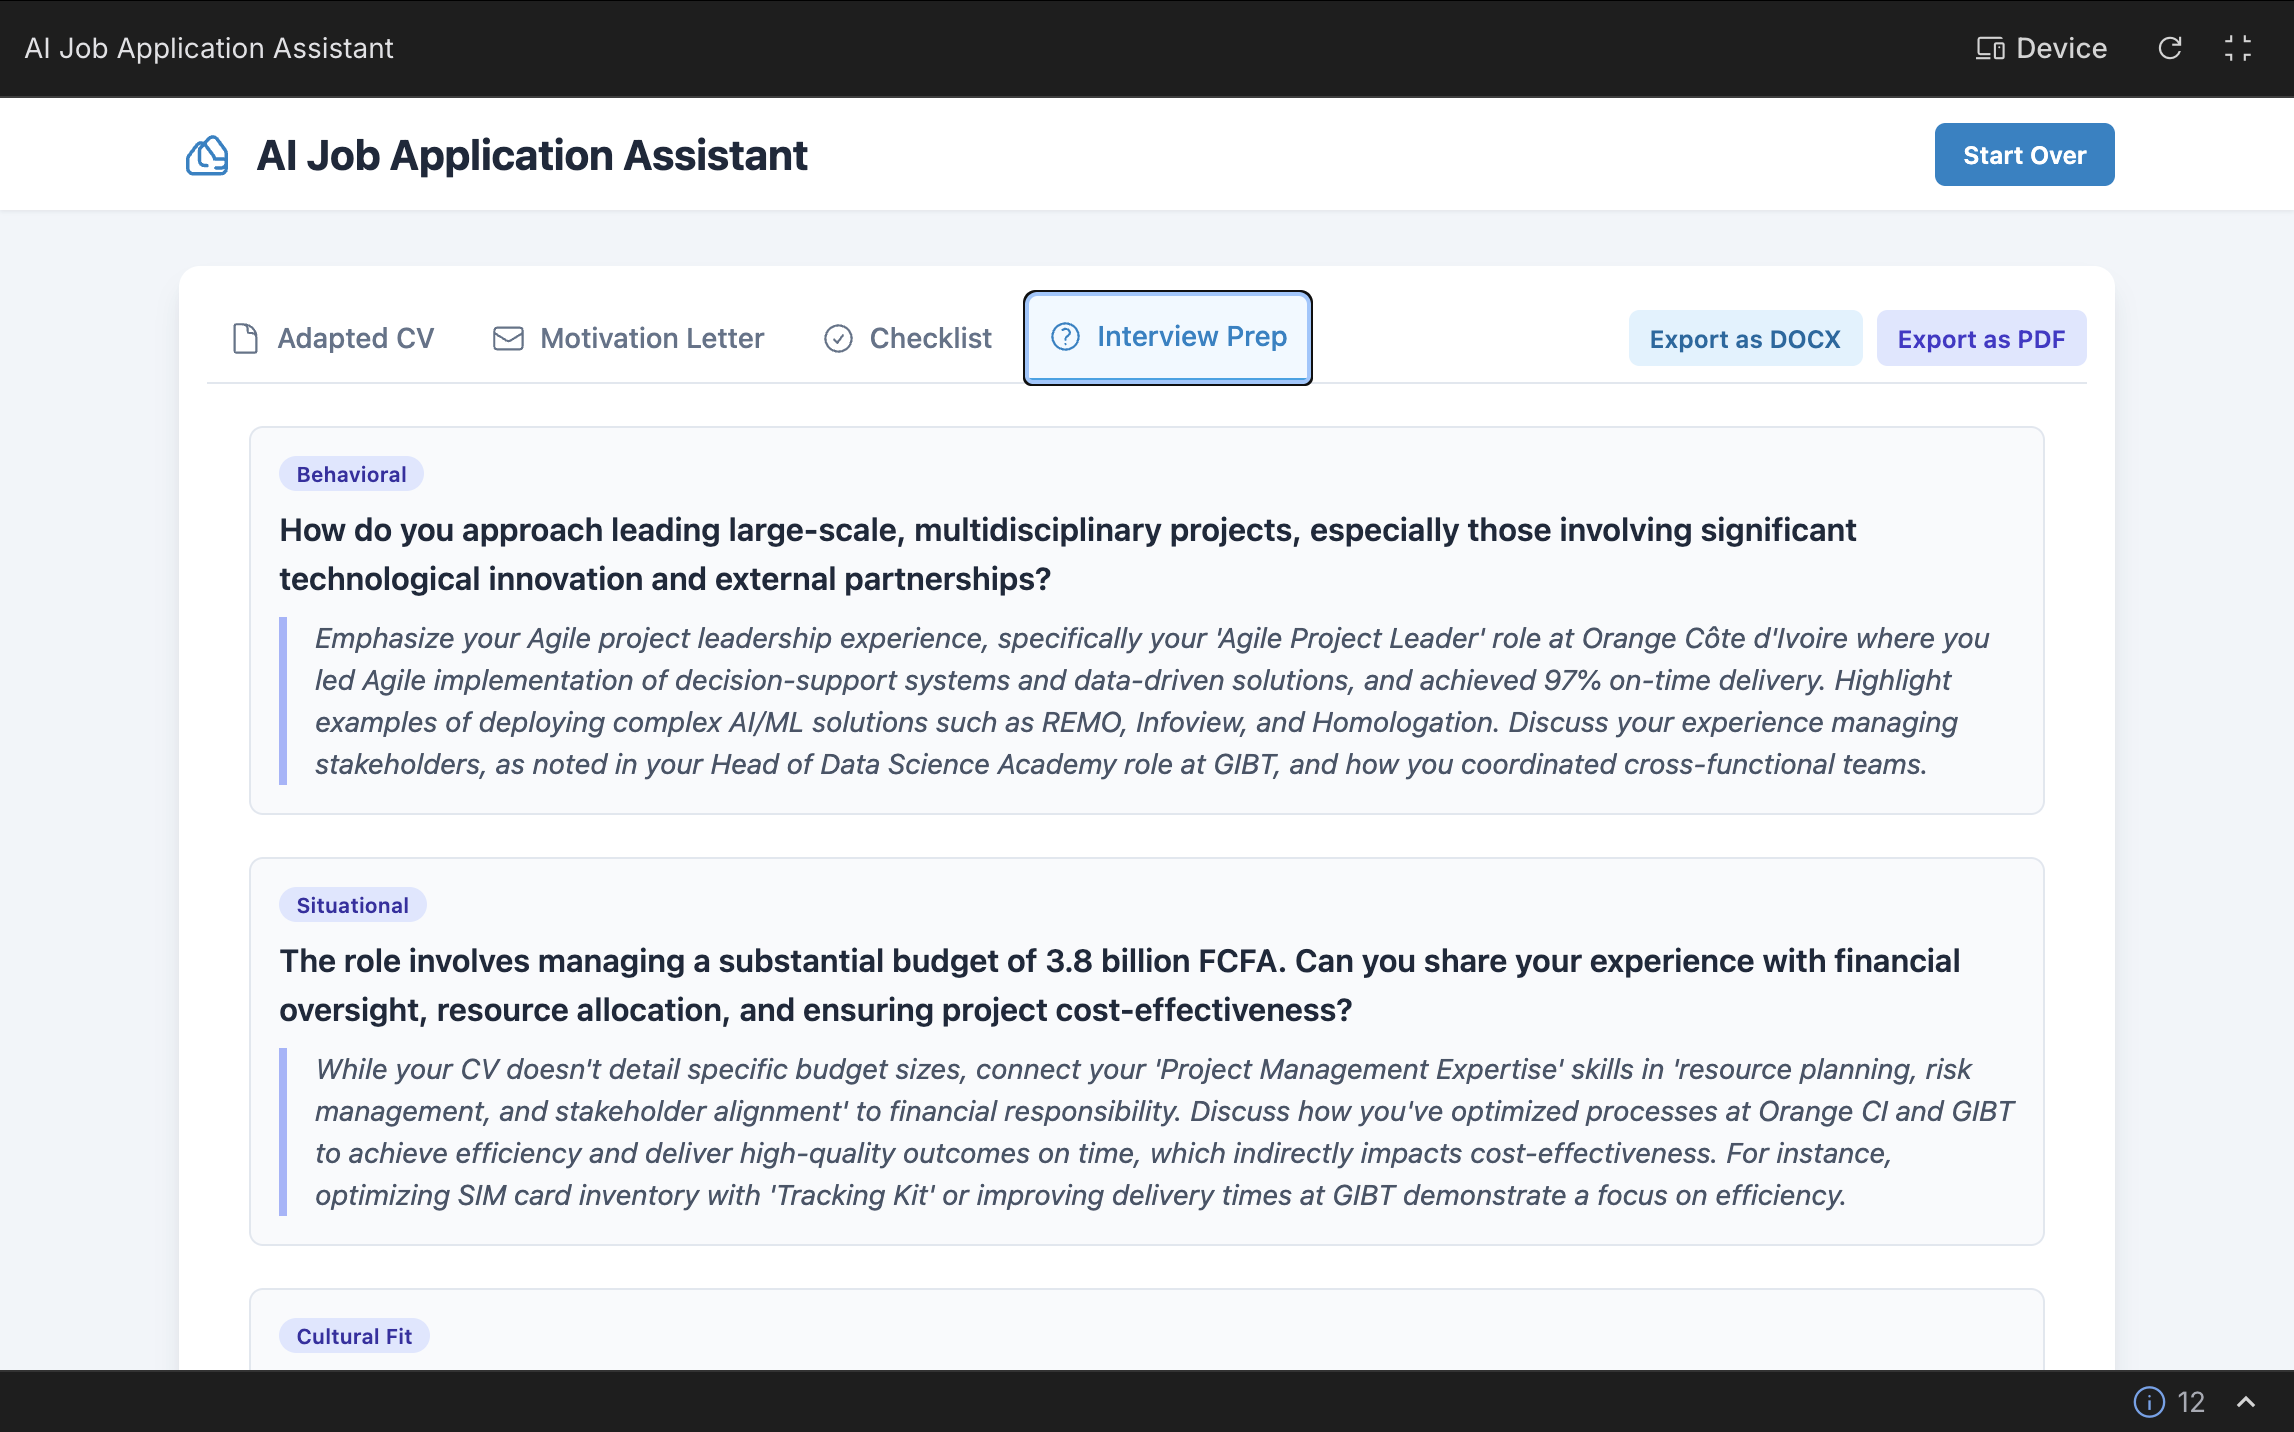 AI Job Application Assistant
Device
AI Job Application Assistant
Start Over
Adapted CV
Motivation Letter
Checklist
Interview Prep
Export as DOCX
Export as PDF
Behavioral
How do you approach leading large-scale, multidisciplinary projects, especially those involving significant
technological innovation and external partnerships?
Emphasize your Agile project leadership experience, specifically your 'Agile Project Leader' role at Orange Côte d'Ivoire where you
led Agile implementation of decision-support systems and data-driven solutions, and achieved 97% on-time delivery. Highlight
examples of deploying complex AI/ML solutions such as REMO, Infoview, and Homologation. Discuss your experience managing
stakeholders, as noted in your Head of Data Science Academy role at GIBT, and how you coordinated cross-functional teams.
Situational
The role involves managing a substantial budget of 3.8 billion FCFA. Can you share your experience with financial
oversight, resource allocation, and ensuring project cost-effectiveness?
While your CV doesn't detail specific budget sizes, connect your 'Project Management Expertise' skills in 'resource planning, risk
management, and stakeholder alignment' to financial responsibility. Discuss how you've optimized processes at Orange CI and GIBT
to achieve efficiency and deliver high-quality outcomes on time, which indirectly impacts cost-effectiveness. For instance,
optimizing SIM card inventory with 'Tracking Kit' or improving delivery times at GIBT demonstrate a focus on efficiency.
Cultural Fit
12